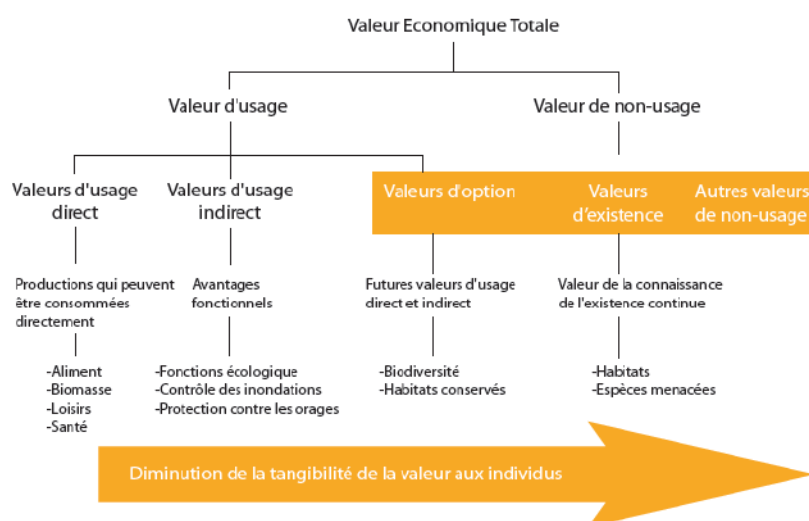 Valeur Economique Totale
Valeur d'usage
Valeur de non-usage
Valeurs d'usage
direct
Valeurs d'usage
indirect
Valeurs d'option
Valeurs
d'existence
Autres valeurs
de non-usage
Productions qui peuvent
être consommées
directement
Avantages
fonctionnels
Futures valeurs d'usage
direct et indirect
Valeur de la connaissance
de l'existence continue
-Aliment
-Biomasse
-Loisirs
-Santé
-Fonctions écologique
-Contrôle des inondations
-Protection contre les orages
-Biodiversité
-Habitats conservés
-Habitats
-Espèces menacées
Diminution de la tangibilité de la valeur aux individus